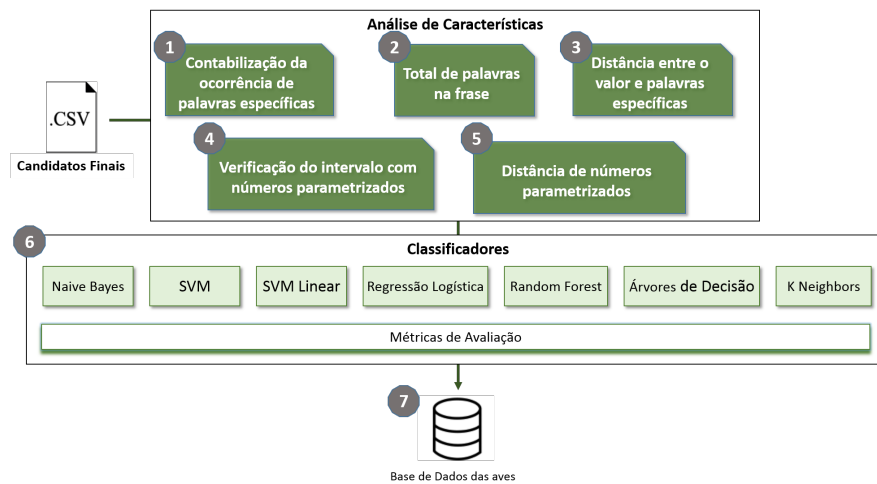 Análise de Características
1
Contabilização da
ocorrência de
palavras específicas
2
Total de palavras
na frase
3
Distância entre o
valor e palavras
específicas
.CSV
Candidatos Finais
4
Verificação do intervalo com
números parametrizados
5
Distância de números
parametrizados
6
Classificadores
Naive Bayes
SVM
SVM Linear
Regressão Logística
Random Forest
Árvores de Decisão
K Neighbors
Métricas de Avaliação
7
Base de Dados das aves